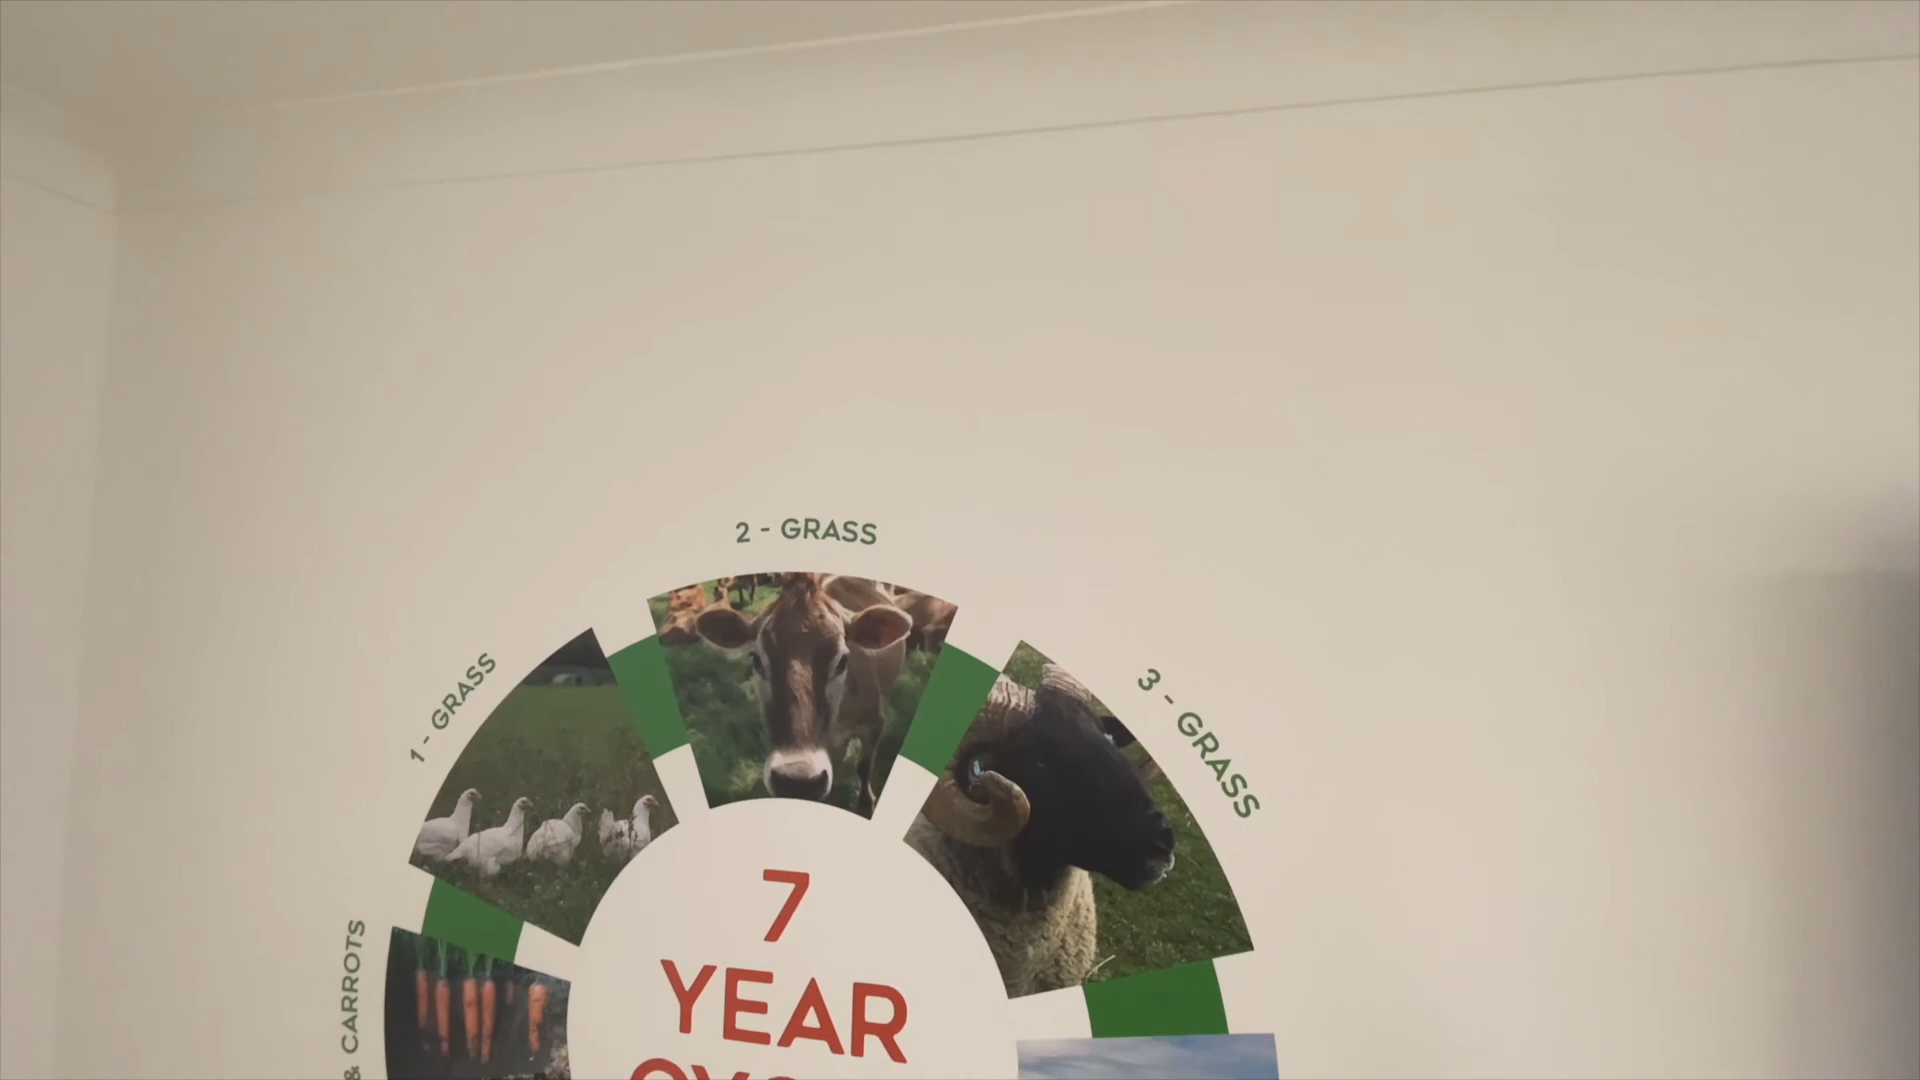 2 - GRASS
1 - GRASS
3 - GRASS
& CARROTS
7
YEAR